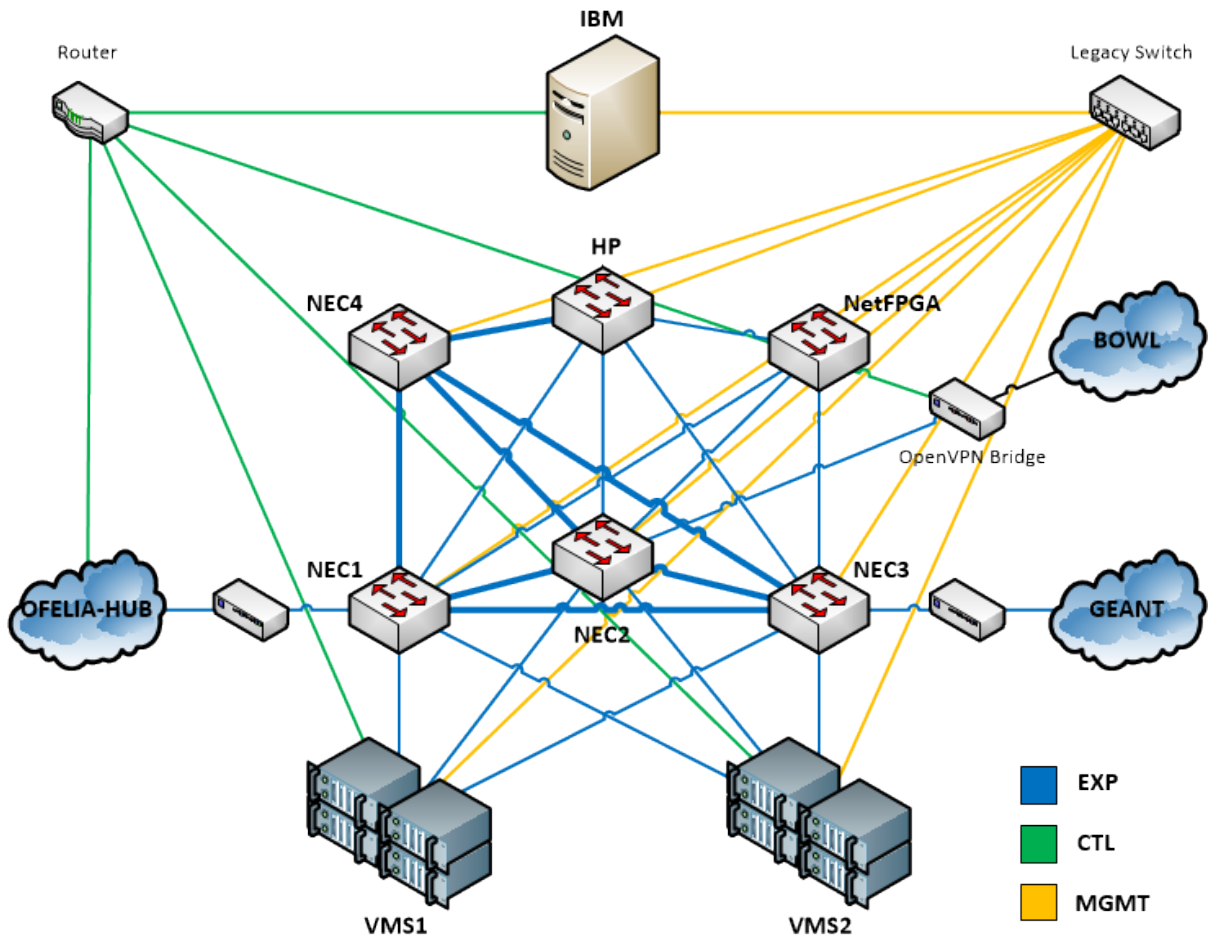 IBM
Router
Legacy Switch
HP
NEC4
NetFPGA
BOWL
OpenVPN Bridge
NEC1
NEC3
OFELIA-HUB
GEANT
NEC2
EXP
CTL
MGMT
VMS1
VMS2